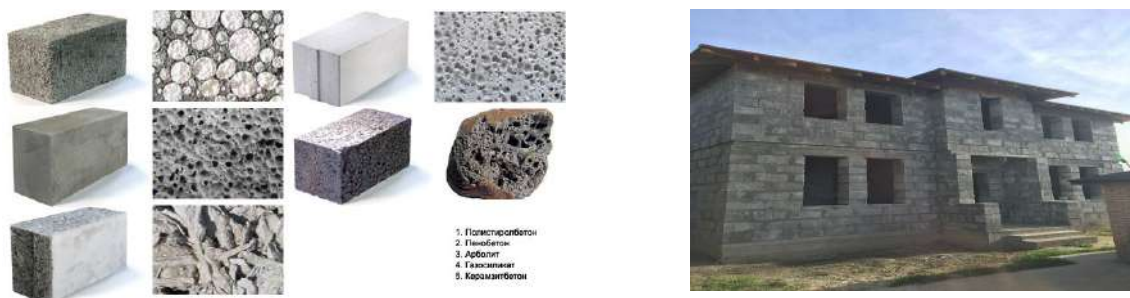 1. Полистиролбетон
2. Пенобетон
3. Арболит
4. Газосиликат
5. Керамзитбетон